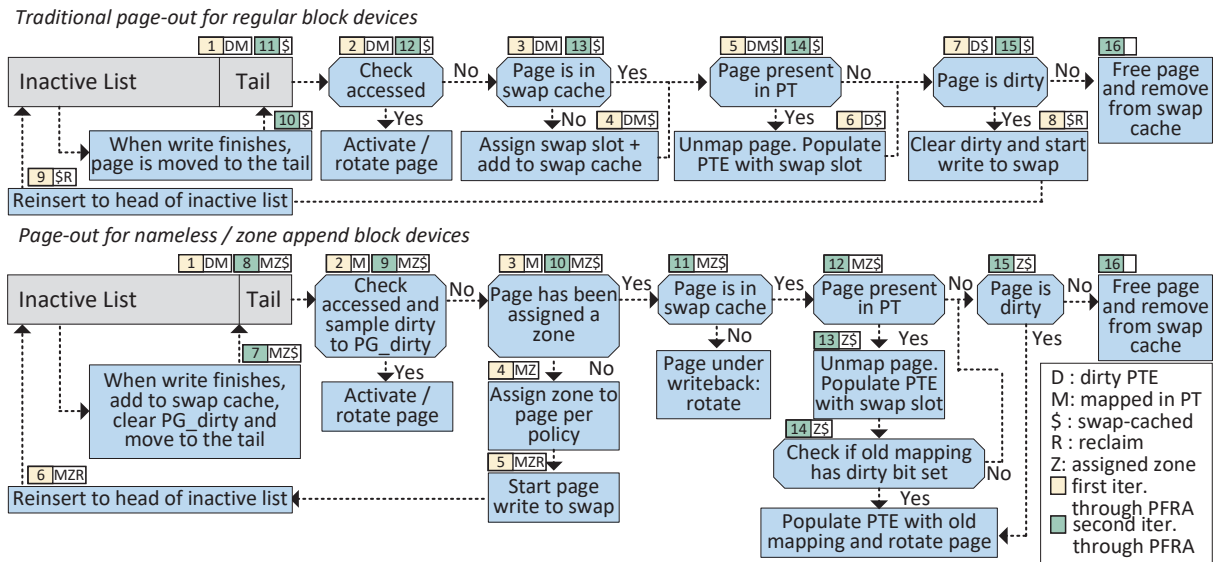 Traditional page-out for regular block devices
1 DM 11 $
Inactive List
Tail
2 DM 12 $
Check
accessed
No
Yes
Activate /
rotate page
3 DM 13 $
Page is in
swap cache
Yes
No
4 DM$
Assign swap slot +
add to swap cache
5 DM$ 14 $
Page present
in PT
No
Yes
6 D$
Unmap page. Populate
PTE with swap slot
7 D$ 15 $
Page is dirty
No
Yes
8 $R
Clear dirty and start
write to swap
16
Free page
and remove
from swap
cache
10 $
When write finishes,
page is moved to the tail
9 $R
Reinsert to head of inactive list
Page-out for nameless / zone append block devices
1 DM 8 MZ$
Inactive List
Tail
2 M 9 MZ$
Check
accessed and
sample dirty
to PG_dirty
No
Yes
Activate /
rotate page
3 M 10 MZ$
Page has been
assigned a
zone
Yes
No
4 MZ
Assign zone to
page per
policy
5 MZR
Start page
write to swap
11 MZ$
Page is in
swap cache
Yes
No
Page under
writeback:
rotate
12 MZ$
Page present
in PT
No
Yes
13 Z$
Unmap page.
Populate PTE
with swap slot
14 Z$
Check if old mapping
has dirty bit set
No
Yes
Populate PTE with old
mapping and rotate page
15 Z$
Page is
dirty
No
Yes
16
Free page
and remove
from swap
cache
7 MZ$
When write finishes,
add to swap cache,
clear PG_dirty and
move to the tail
6 MZR
Reinsert to head of inactive list
D : dirty PTE
M: mapped in PT
$ : swap-cached
R : reclaim
Z: assigned zone
first iter.
through PFRA
second iter.
through PFRA